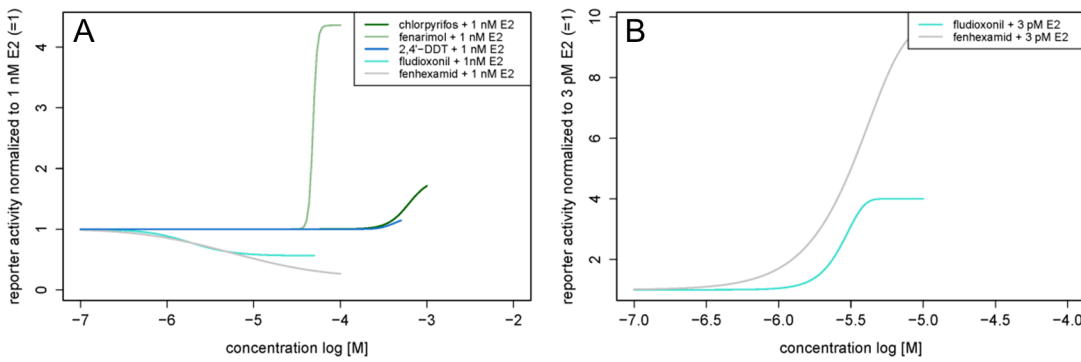 A
reporter activity normalized to 1 nM E2 (=1)
4
3
2
1
0
chlorpyrifos + 1 nM E2
fenarimol + 1 nM E2
2,4'−DDT + 1 nM E2
fludioxonil + 1nM E2
fenhexamid + 1 nM E2
−7 −6 −5 −4 −3 −2
concentration log [M]
B
reporter activity normalized to 3 pM E2 (=1)
10
8
6
4
2
fludioxonil + 3 pM E2
fenhexamid + 3 pM E2
−7.0 −6.5 −6.0 −5.5 −5.0 −4.5 −4.0
concentration log [M]